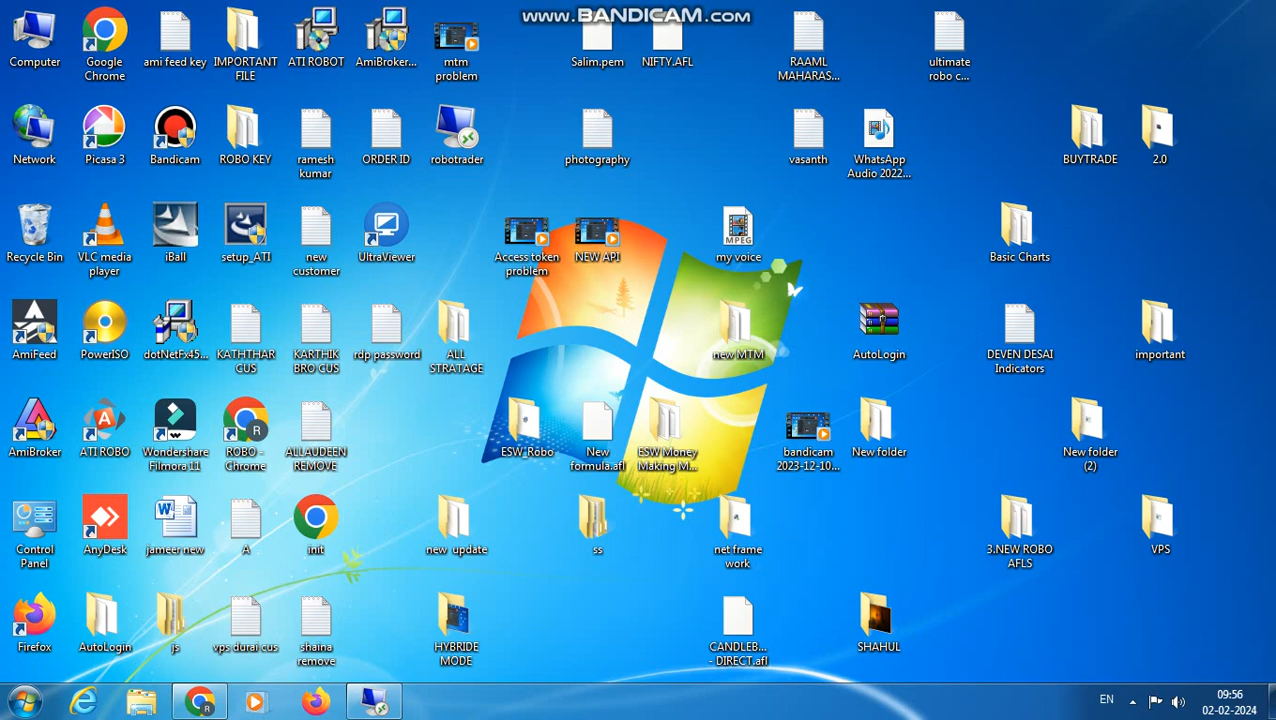 www.BANDICAM.com
Computer
Google
Chrome
ami feed key
IMPORTANT
FILE
ATI ROBOT
AmiBroker...
mtm
problem
Salim.pem
NIFTY.AFL
RAAML
MAHARAS...
ultimate
robo c...
Network
Picasa 3
Bandicam
ROBO KEY
ramesh
kumar
ORDER ID
robotrader
photography
vasanth
WhatsApp
Audio 2022...
BUYTRADE
2.0
Recycle Bin
VLC media
player
iBall
setup_ATI
new
customer
UltraViewer
Access token
problem
NEW API
MPEG
my voice
Basic Charts
AmiFeed
PowerISO
dotNetFx45...
KATHTHAR
CUS
KARTHIK
BRO CUS
rdp password
ALL
STRATAGE
new MTM
AutoLogin
DEVEN DESAI
Indicators
important
AmiBroker
ATI ROBO
Wondershare
Filmora 11
R
ROBO -
Chrome
ALLAUDEEN
REMOVE
ESW_Robo
New
formula.afl
ESW Money
Making M...
bandicam
2023-12-10...
New folder
New folder
(2)
Control
Panel
AnyDesk
W
jameer new
A
init
new update
ss
net frame
work
3.NEW ROBO
AFLS
VPS
Firefox
AutoLogin
js
vps durai cus
shaina
remove
HYBRIDE
MODE
CANDLEB...
- DIRECT.afl
SHAHUL
R
EN
09:56
02-02-2024